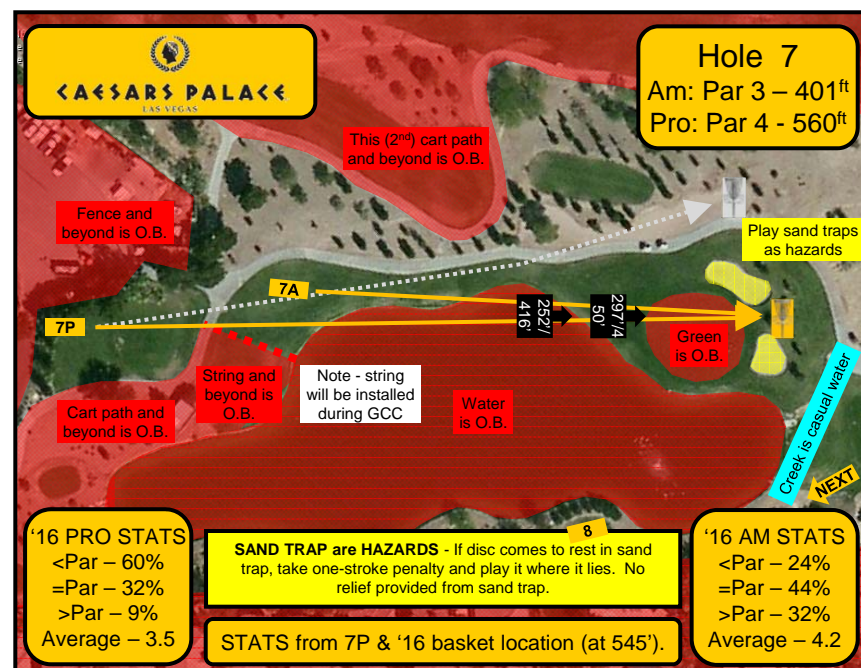 CAESARS PALACE
LAS VEGAS
Hole 7
Am: Par 3 – 401ft
Pro: Par 4 - 560ft
This (2nd) cart path
and beyond is O.B.
Fence and
beyond is O.B.
Play sand traps
as hazards
7A
7P
252'/
416'
297'/4
50'
Green
is O.B.
String and
beyond is
O.B.
Note - string
will be installed
during GCC
Water
is O.B.
Cart path and
beyond is O.B.
Creek is casual water
NEXT
8
'16 PRO STATS
<Par – 60%
=Par – 32%
>Par – 9%
Average – 3.5
SAND TRAP are HAZARDS - If disc comes to rest in sand
trap, take one-stroke penalty and play it where it lies. No
relief provided from sand trap.
STATS from 7P & '16 basket location (at 545').
'16 AM STATS
<Par – 24%
=Par – 44%
>Par – 32%
Average – 4.2